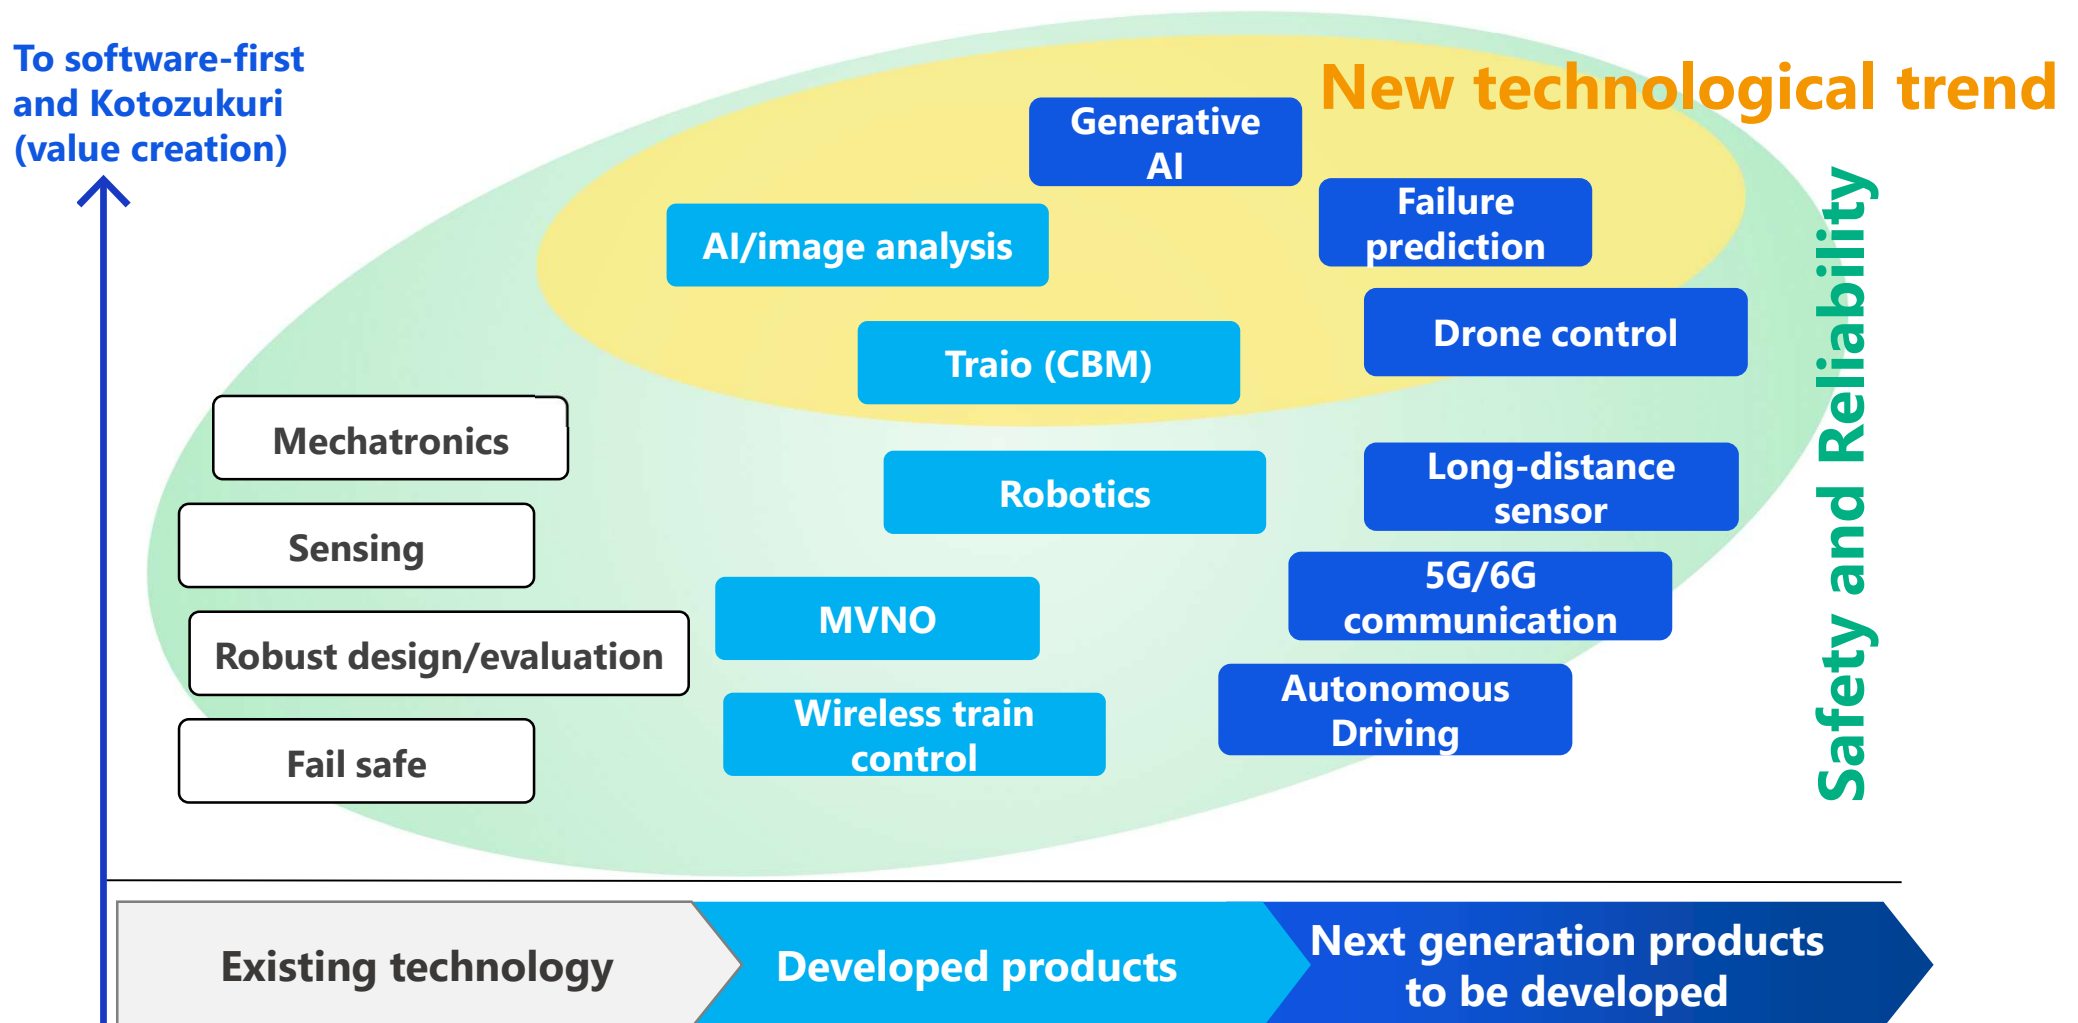 To software-first
and Kotozukuri
(value creation)
New technological trend
Generative
AI
Failure
prediction
AI/image analysis
Drone control
Traio (CBM)
Mechatronics
Robotics
Long-distance
sensor
Sensing
5G/6G
communication
MVNO
Robust design/evaluation
Autonomous
Driving
Wireless train
control
Fail safe
Safety and Reliability
Existing technology
Developed products
Next generation products
to be developed